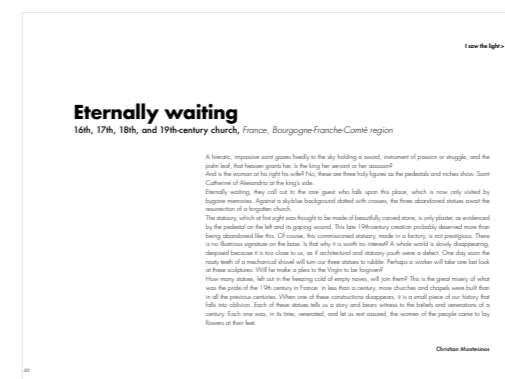 I saw the light >
Eternally waiting
16th, 17th, 18th, and 19th-century church, France, Bourgogne-Franche-Comté region
A hieratic, impassive saint gazes fixedly to the sky holding a sword, instrument of passion or struggle, and the
palm leaf, that heaven grants her. Is the king her servant or her assassin?
And is the woman at his right his wife? No, these are three holy figures as the pedestals and niches show. Saint
Catherine of Alexandria at the king's side.
Eternally waiting, they call out to the rare guest who falls upon this place, which is now only visited by
bygone memories. Against a sky-blue background dotted with crosses, the three abandoned statues await the
resurrection of a forgotten church.
The statuary, which at first sight was thought to be made of beautifully carved stone, is only plaster, as evidenced
by the pedestal on the left and its gaping wound. This late 19th-century creation probably deserved more than
being abandoned like this. Of course, this commissioned statuary, made in a factory, is not prestigious. There
is no illustrious signature on the base. Is that why it is worth no interest? A whole world is slowly disappearing,
despised because it is too close to us, as if architectural and statuary youth were a defect. One day soon the
nasty teeth of a mechanical shovel will turn our three statues to rubble. Perhaps a worker will take one last look
at these sculptures. Will he make a plea to the Virgin to be forgiven?
How many statues, left out in the freezing cold of empty naves, will join them? This is the great misery of what
was the pride of the 19th century in France: in less than a century, more churches and chapels were built than
in all the previous centuries. When one of these constructions disappears, it is a small piece of our history that
falls into oblivion. Each of these statues tells us a story and bears witness to the beliefs and venerations of a
century. Each one was, in its time, venerated, and let us rest assured, the women of the people came to lay
flowers at their feet.
Christian Montesinos